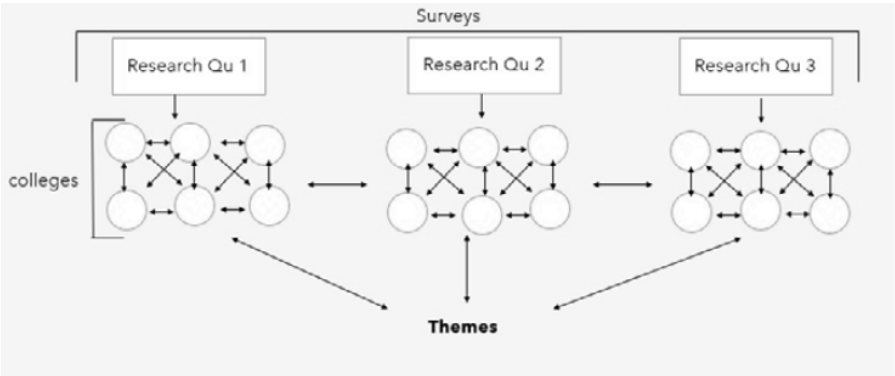 Surveys
Research Qu 1
Research Qu 2
Research Qu 3
colleges
Themes